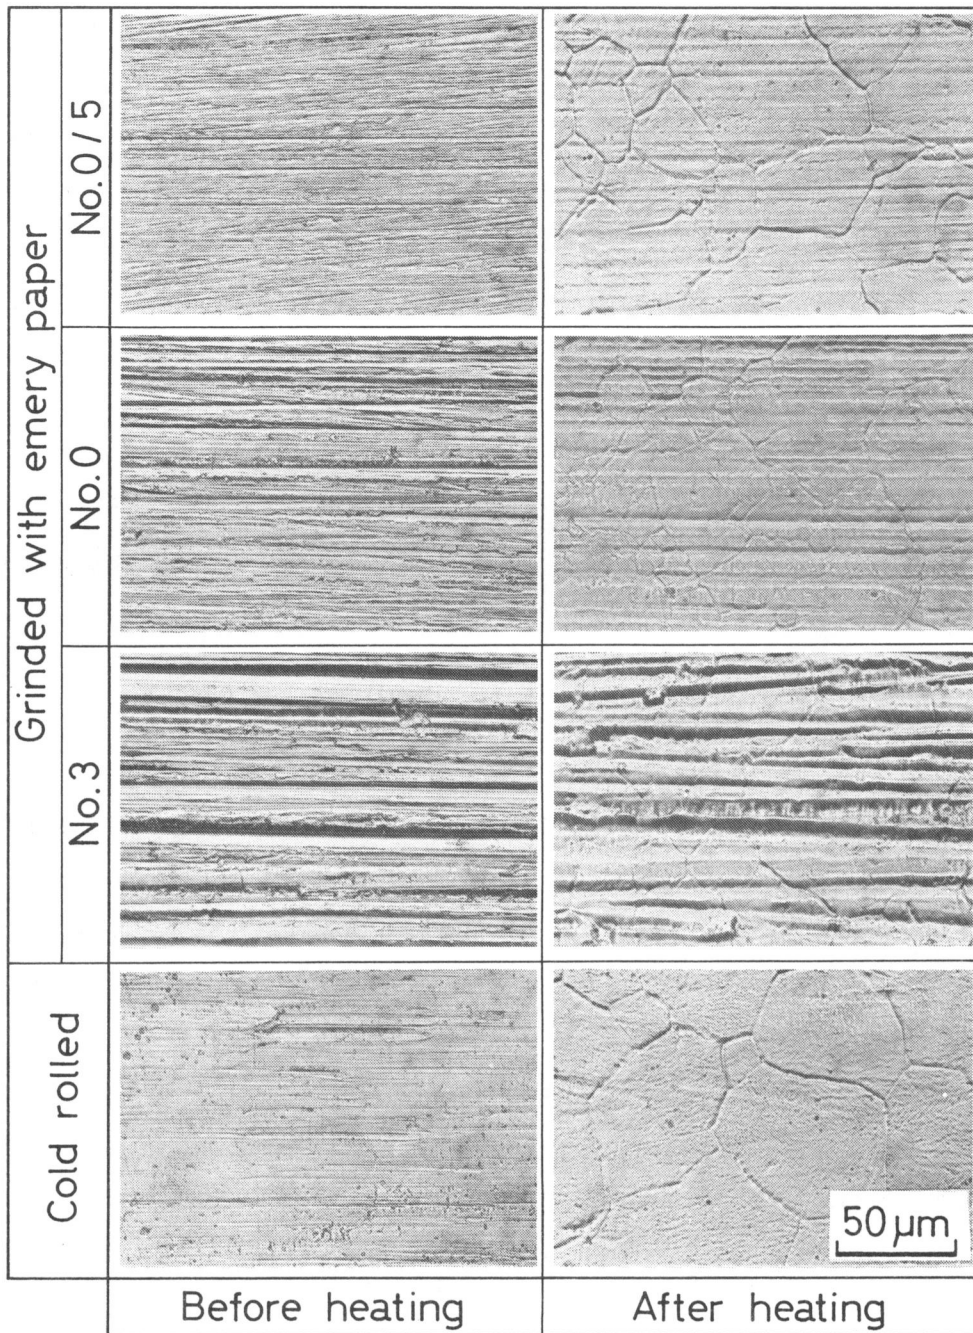 Grinded with emery paper
No.0/5
No.0
No.3
Cold rolled
50 µm
Before heating
After heating